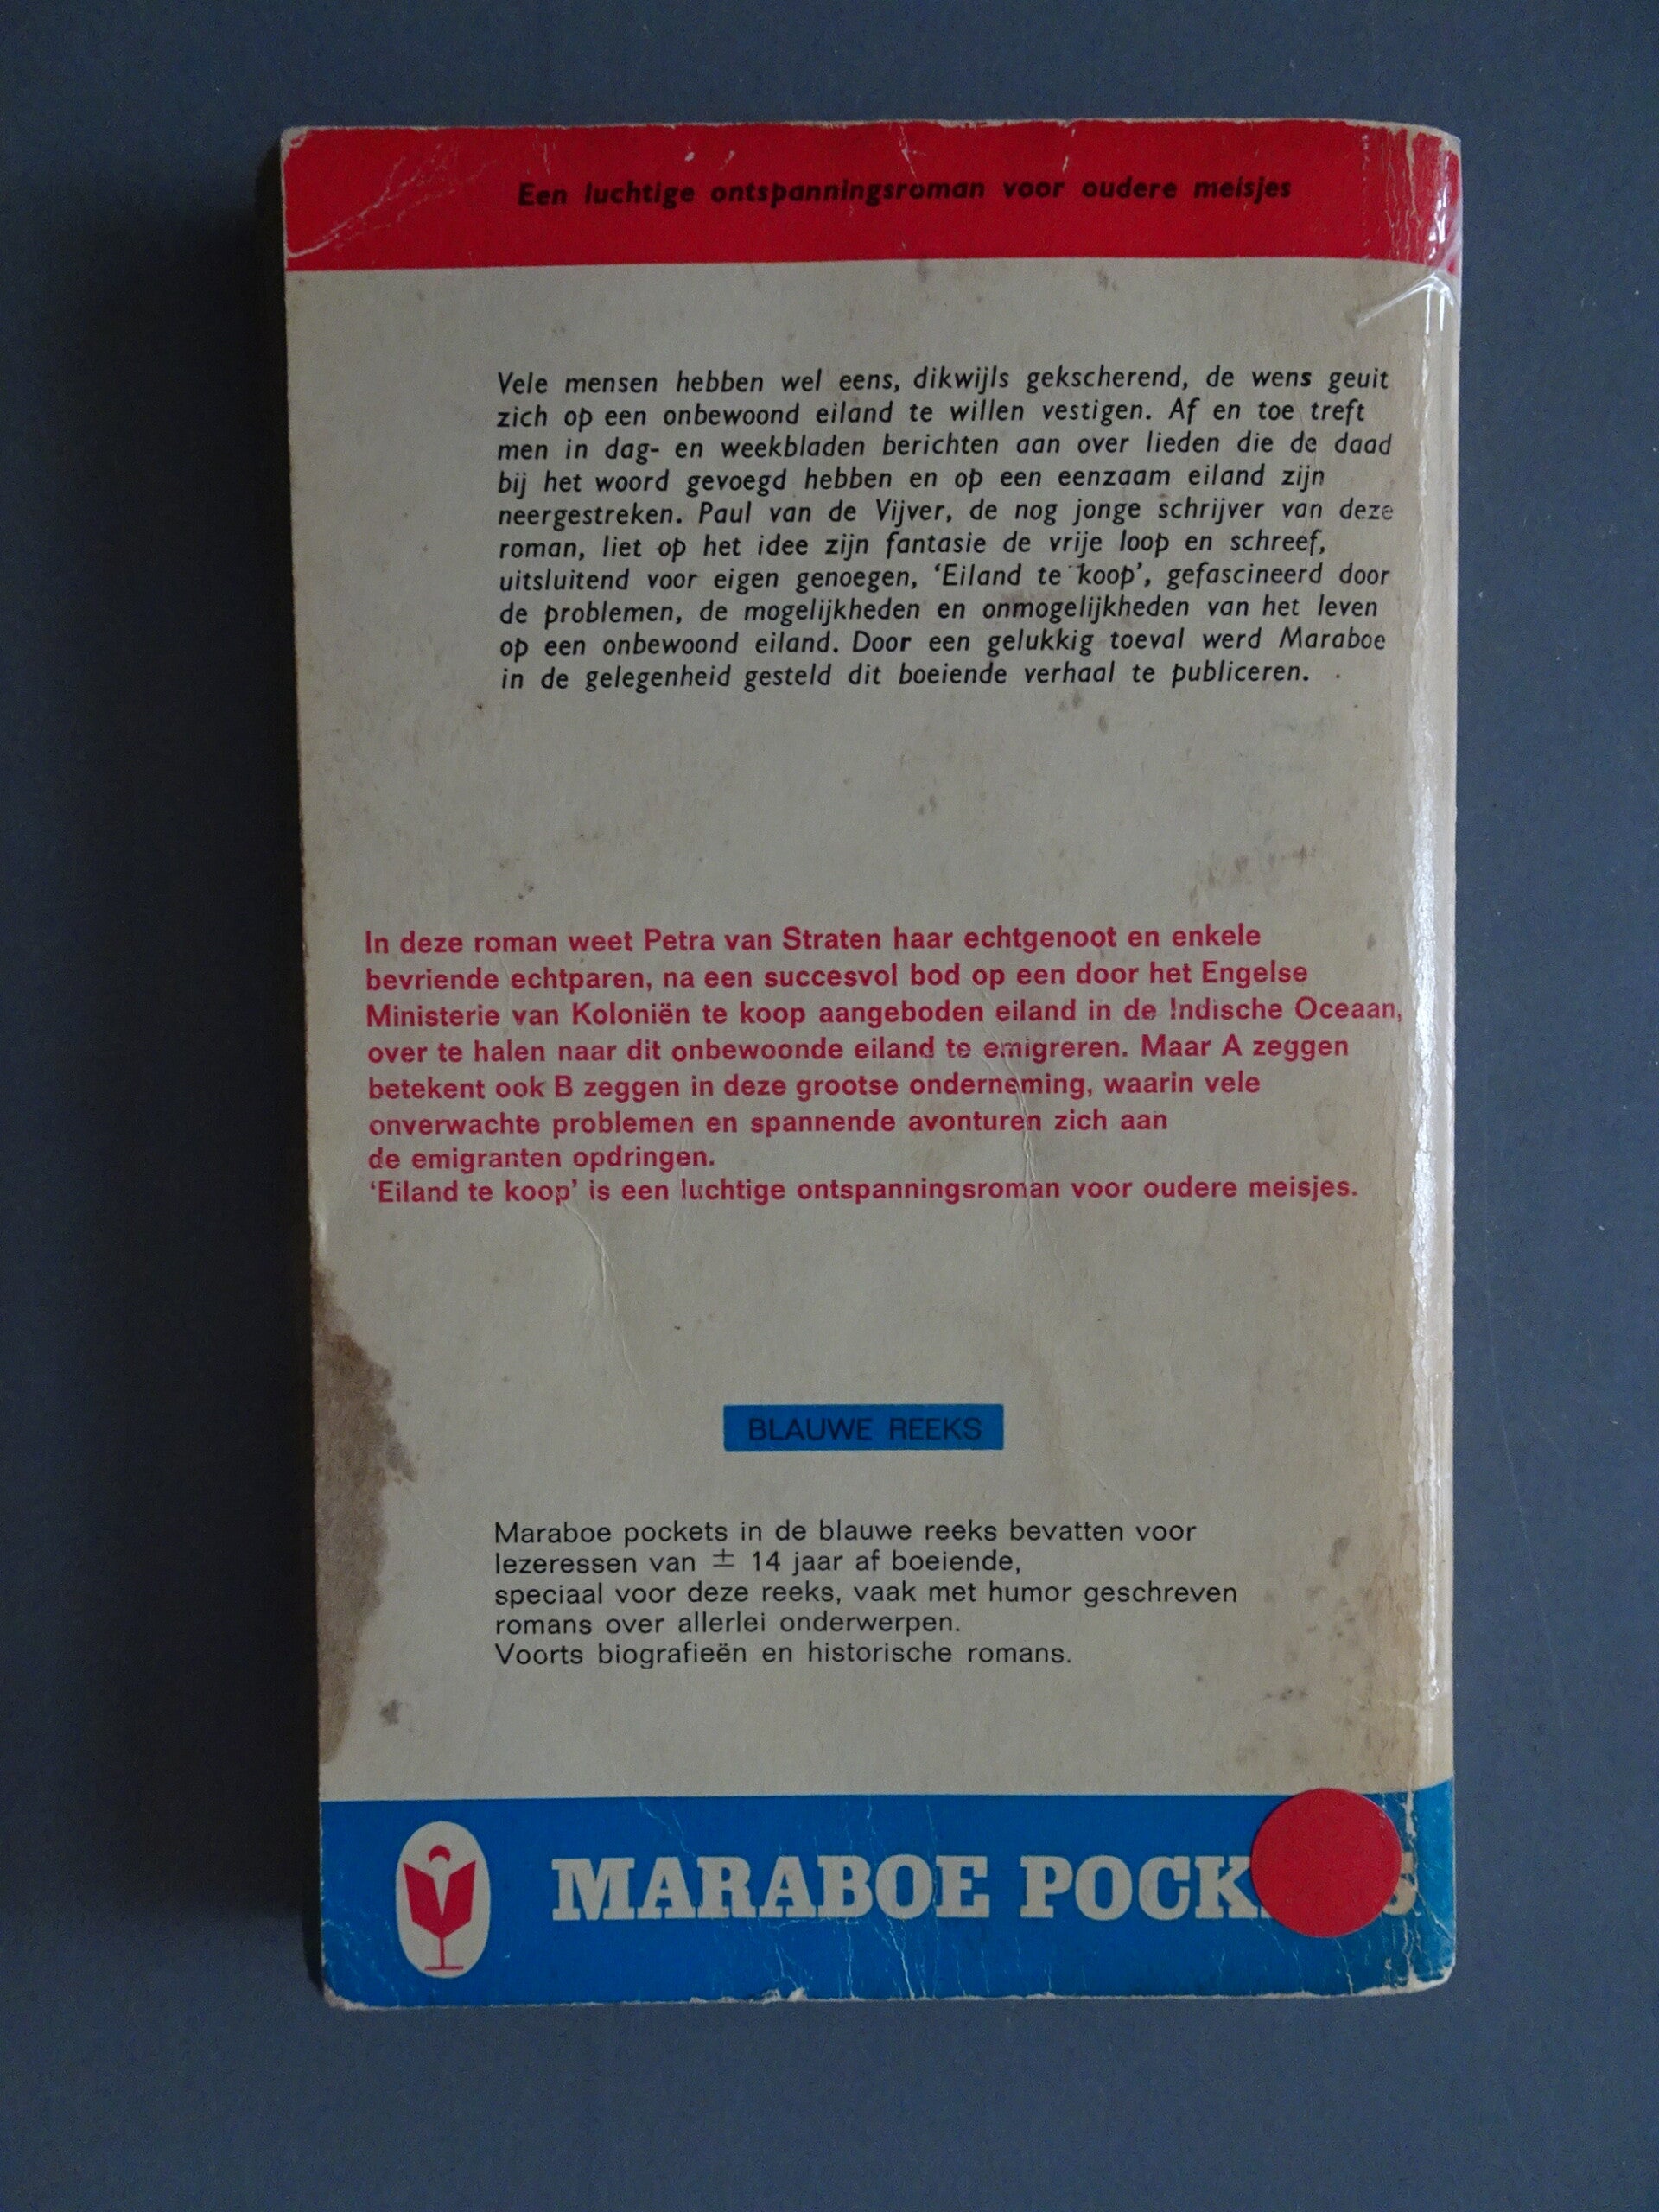 Een luchtige ontspanningsroman voor oudere meisjes
Vele mensen hebben wel eens, dikwijls gekscherend, de wens geuit
zich op een onbewoond eiland te willen vestigen. Af en toe treft
men in dag- en weekbladen berichten aan over lieden die de daad
bij het woord gevoegd hebben en op een eenzaam eiland zijn
neergestreken. Paul van de Vijver, de nog jonge schrijver van deze
roman, liet op het idee zijn fantasie de vrije loop en schreef,
uitsluitend voor eigen genoegen, ‘Eiland te koop’, gefascineerd door
de problemen, de mogelijkheden en onmogelijkheden van het leven
op een onbewoond eiland. Door een gelukkig toeval werd Maraboe
in de gelegenheid gesteld dit boeiende verhaal te publiceren.
In deze roman weet Petra van Straten haar echtgenoot en enkele
bevriende echtparen, na een succesvol bod op een door het Engelse
Ministerie van Koloniën te koop aangeboden eiland in de Indische Oceaan,
over te halen naar dit onbewoonde eiland te emigreren. Maar A zeggen
betekent ook B zeggen in deze grootse onderneming, waarin vele
onverwachte problemen en spannende avonturen zich aan
de emigranten opdringen.
‘Eiland te koop’ is een luchtige ontspanningsroman voor oudere meisjes.
BLAUWE REEKS
Maraboe pockets in de blauwe reeks bevatten voor
lezeressen van ± 14 jaar af boeiende,
speciaal voor deze reeks, vaak met humor geschreven
romans over allerlei onderwerpen.
Voorts biografieën en historische romans.
MARABOE